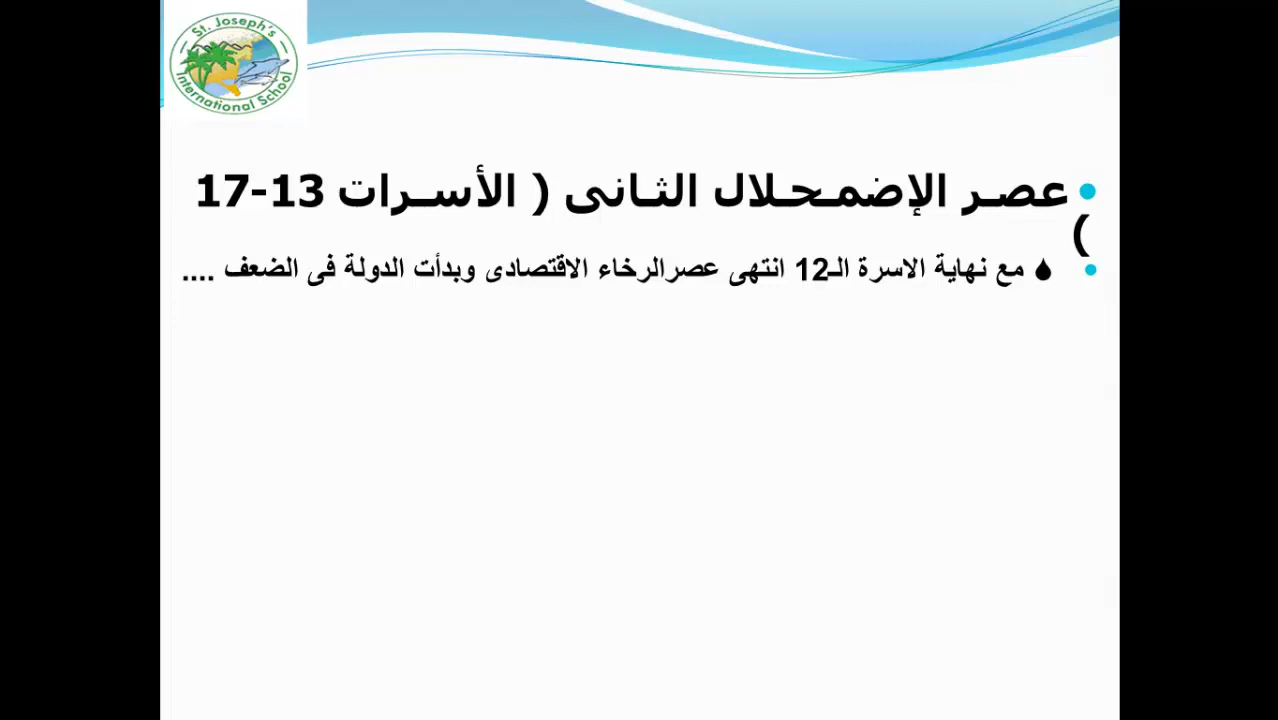 St. Joseph's
International School
عصر الإضمحلال الثانى ( الأسرات 13-17
)
مع نهاية الاسرة الـ12 انتهى عصرالرخاء الاقتصادى وبدأت الدولة فى الضعف ....